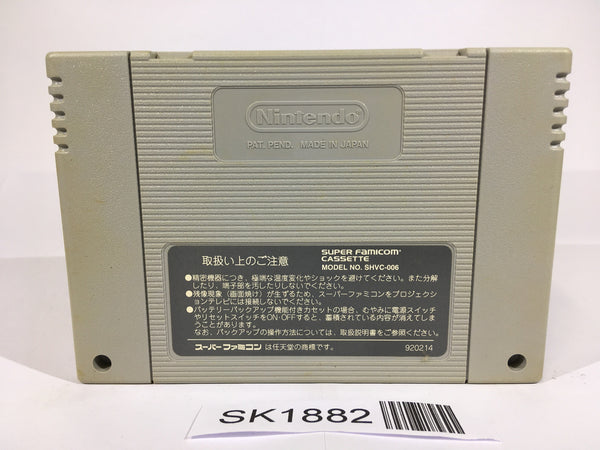 Nintendo
PAT. PEND. MADE IN JAPAN
取扱い上のご注意
SUPER FAMICOM
CASSETTE
MODEL NO. SHVC-006
●精密機器につき、極端な温度変化やショックを避けてください。また分解
したり、端子部を汚したりしないでください。
●残像現象（画面焼け）が生ずるため、スーパーファミコンをプロジェクシ
ョンテレビには接続しないでください。
●バッテリーバックアップ機能付きカセットの場合、むやみに電源スイッチ
やリセットスイッチをON·OFFすると、蓄積されている内容が消えてしま
うことがあります。
なお、バックアップの操作方法については、取扱説明書をご参照ください。
スーパーファミコン は任天堂の商標です。 920214
SK1882